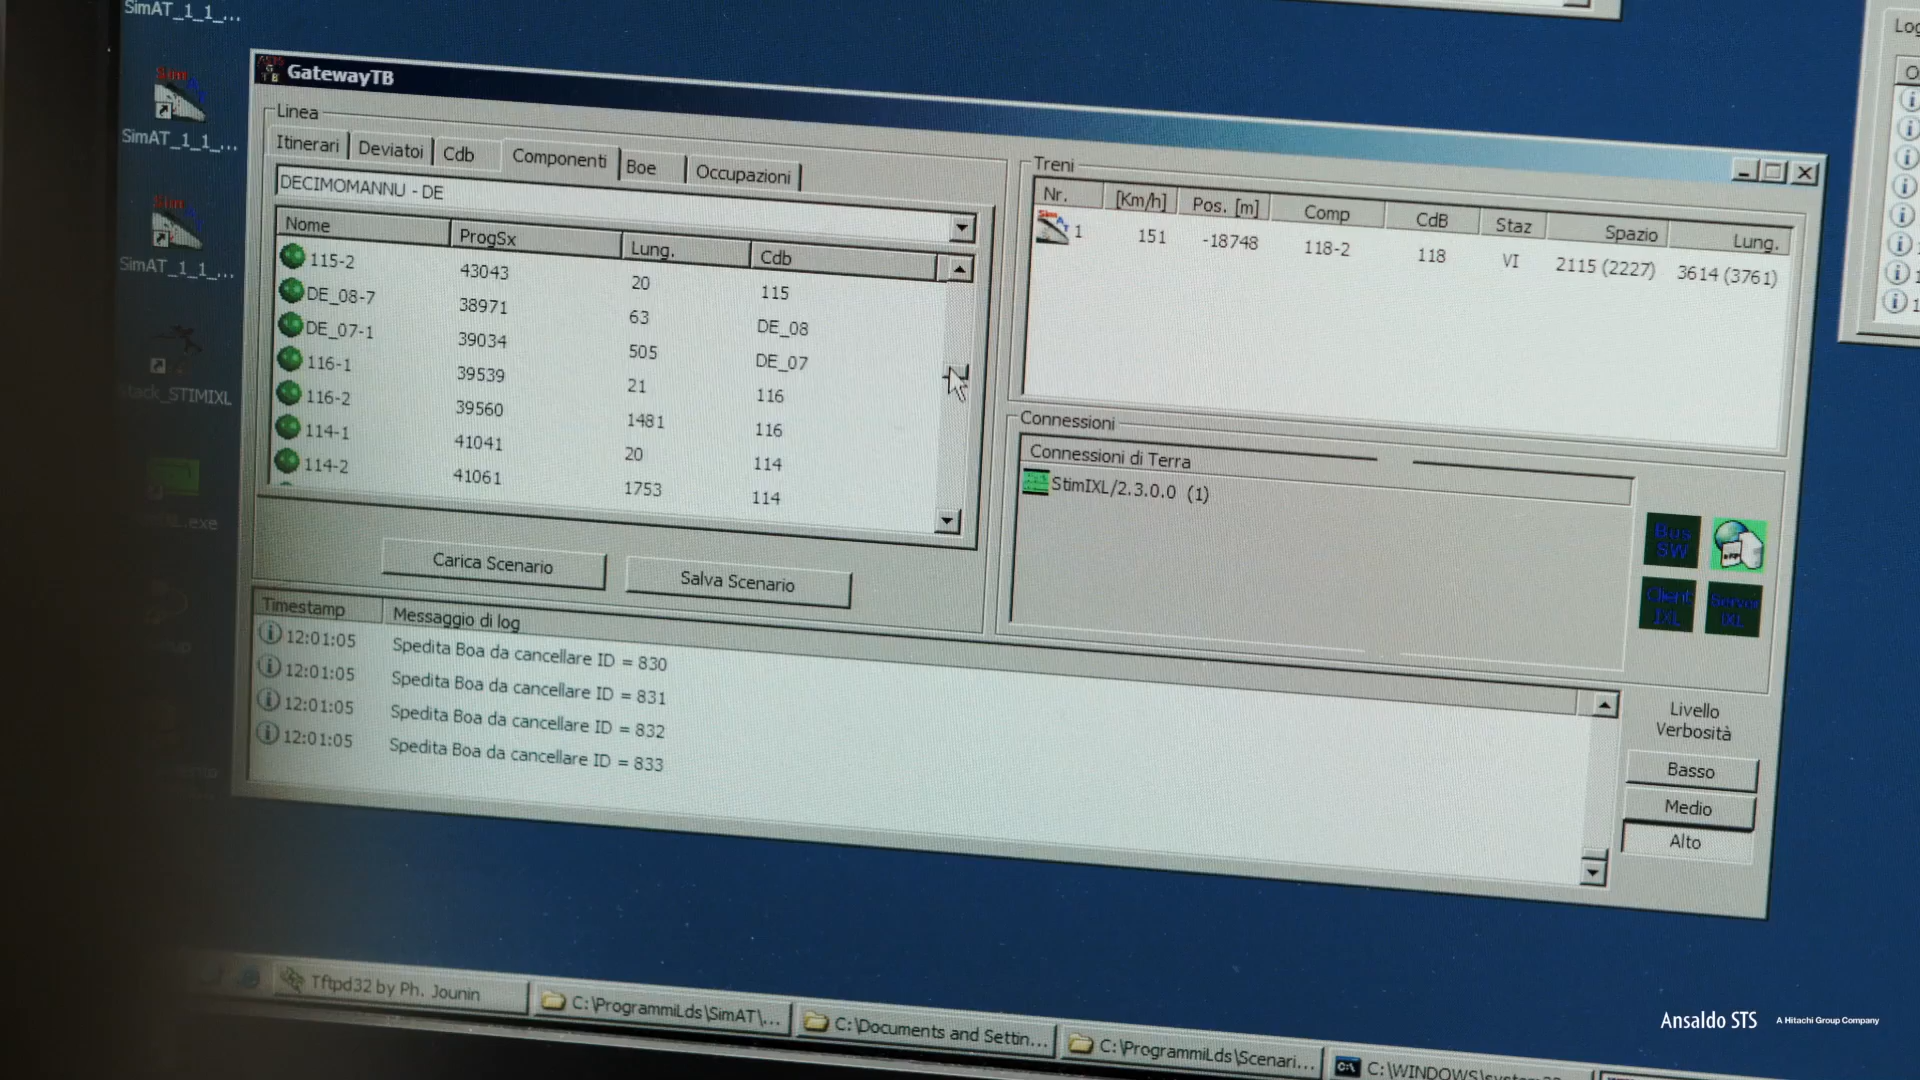 SimAT_1_1_...
SimAT_1_1_...
SimAT_1_1_...
GatewayTB
Linea
Itinerari Deviatoi Cdb Componenti Boe Occupazioni
DECIMOMANNU - DE
Nome ProgSx Lung. Cdb
115-2 43043 20 115
DE_08-7 38971 63 DE_08
DE_07-1 39034 505 DE_07
116-1 39539 21 116
116-2 39560 1481 116
114-1 41041 20 114
114-2 41061 1753 114
Carica Scenario Salva Scenario
Treni
Nr. [Km/h] Pos. [m] Comp CdB Staz Spazio Lung.
1 151 -18748 118-2 118 VI 2115 (2227) 3614 (3761)
Connessioni
Connessioni di Terra
StimIXL/2.3.0.0 (1)
Bus SW
Client IXL
Server IXL
Timestamp Messaggio di log
12:01:05 Spedita Boa da cancellare ID = 830
12:01:05 Spedita Boa da cancellare ID = 831
12:01:05 Spedita Boa da cancellare ID = 832
12:01:05 Spedita Boa da cancellare ID = 833
Livello
Verbosità
Basso
Medio
Alto
Tftpd32 by Ph. Jounin
C:\ProgrammiLds\SimAT\...
C:\Documents and Settin...
C:\ProgrammiLds\Scenari...
Ansaldo STS
A Hitachi Group Company